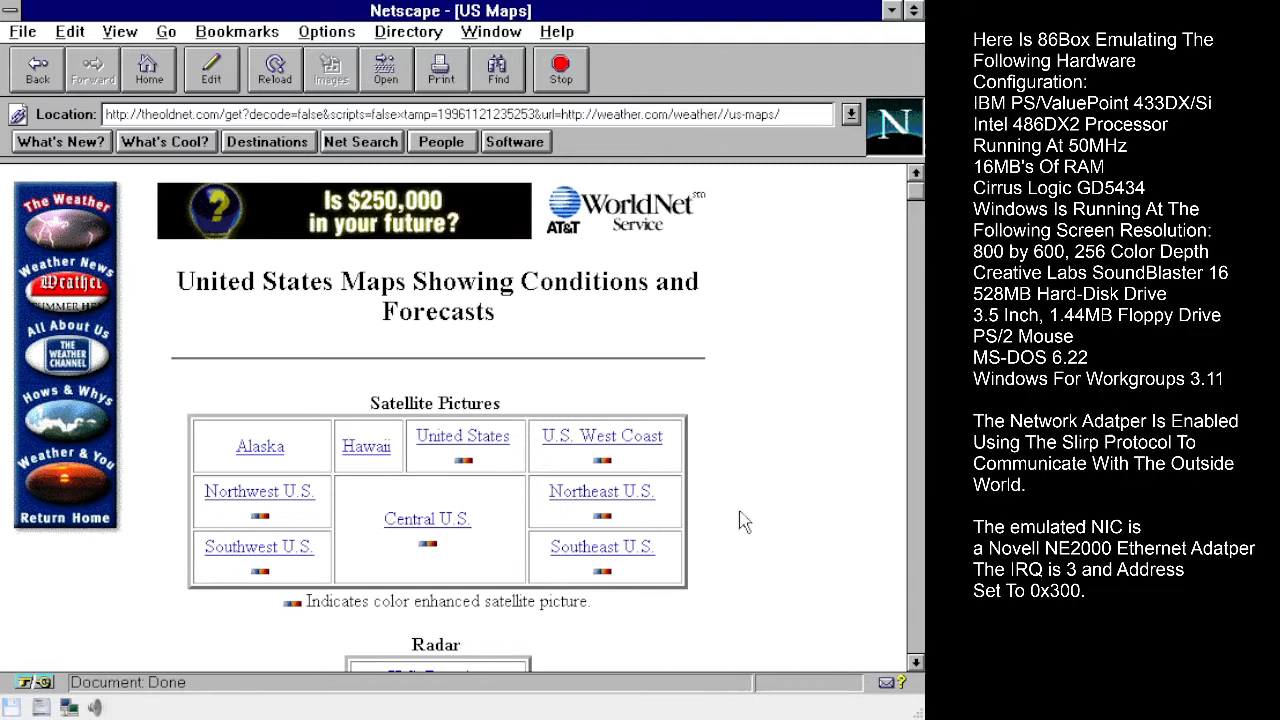 Netscape - [US Maps]
File Edit View Go Bookmarks Options Directory Window Help
Back Forward Home Edit Reload Images Open Print Find Stop
Location: http://theoldnet.com/get?decode=false&scripts=false×tamp=19961121235253&url=http://weather.com/weather//us-maps/
N
What's New? What's Cool? Destinations Net Search People Software
The Weather
Weather News
Weather
All About Us
THE WEATHER CHANNEL
Hows & Whys
Weather & You
Return Home
Is $250,000
in your future?
AT&T WorldNet℠
Service
United States Maps Showing Conditions and
Forecasts
Satellite Pictures
Alaska Hawaii United States U.S. West Coast
Northwest U.S. Central U.S. Northeast U.S.
Southwest U.S. Southeast U.S.
Indicates color enhanced satellite picture.
Radar
Document: Done
Here Is 86Box Emulating The
Following Hardware
Configuration:
IBM PS/ValuePoint 433DX/Si
Intel 486DX2 Processor
Running At 50MHz
16MB's Of RAM
Cirrus Logic GD5434
Windows Is Running At The
Following Screen Resolution:
800 by 600, 256 Color Depth
Creative Labs SoundBlaster 16
528MB Hard-Disk Drive
3.5 Inch, 1.44MB Floppy Drive
PS/2 Mouse
MS-DOS 6.22
Windows For Workgroups 3.11
The Network Adatper Is Enabled
Using The Slirp Protocol To
Communicate With The Outside
World.
The emulated NIC is
a Novell NE2000 Ethernet Adatper
The IRQ is 3 and Address
Set To 0x300.